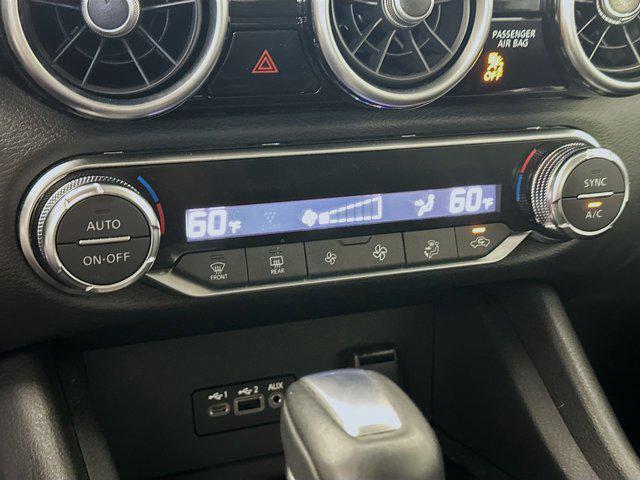 PASSENGER
AIR BAG
OFF
AUTO
ON·OFF
60°F
60°F
SYNC
A/C
FRONT
REAR
1
2
AUX